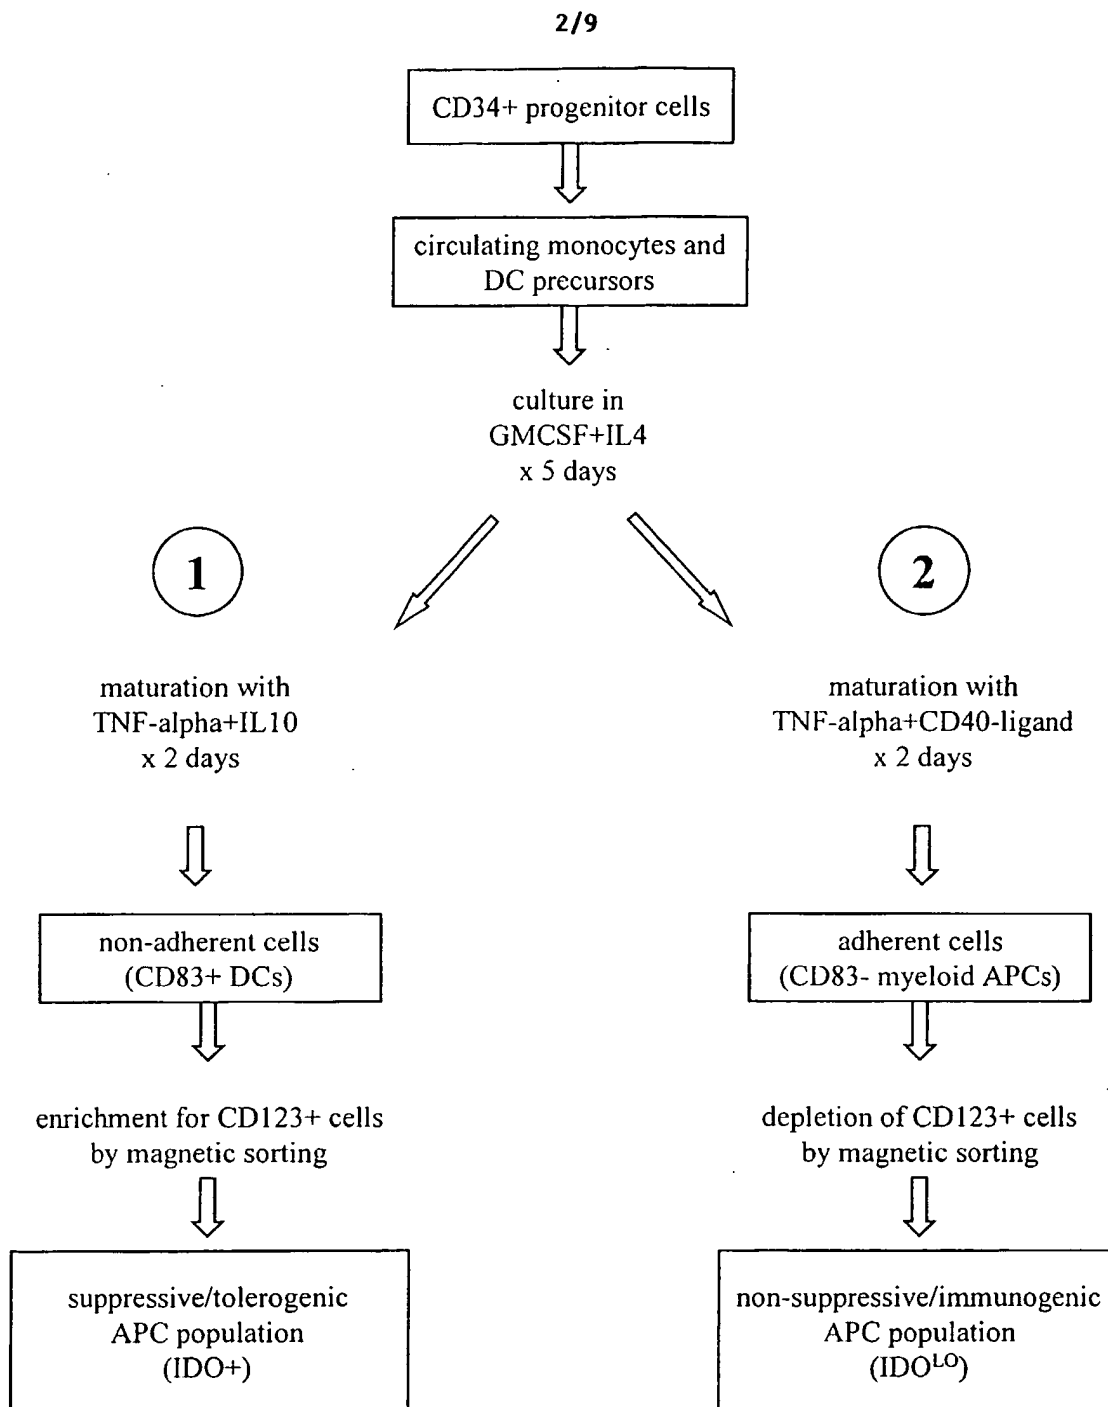 2/9
CD34+ progenitor cells
circulating monocytes and
DC precursors
culture in
GMCSF+IL4
x 5 days
1
maturation with
TNF-alpha+IL10
x 2 days
non-adherent cells
(CD83+ DCs)
enrichment for CD123+ cells
by magnetic sorting
suppressive/tolerogenic
APC population
(IDO+)
2
maturation with
TNF-alpha+CD40-ligand
x 2 days
adherent cells
(CD83- myeloid APCs)
depletion of CD123+ cells
by magnetic sorting
non-suppressive/immunogenic
APC population
(IDO^LO)